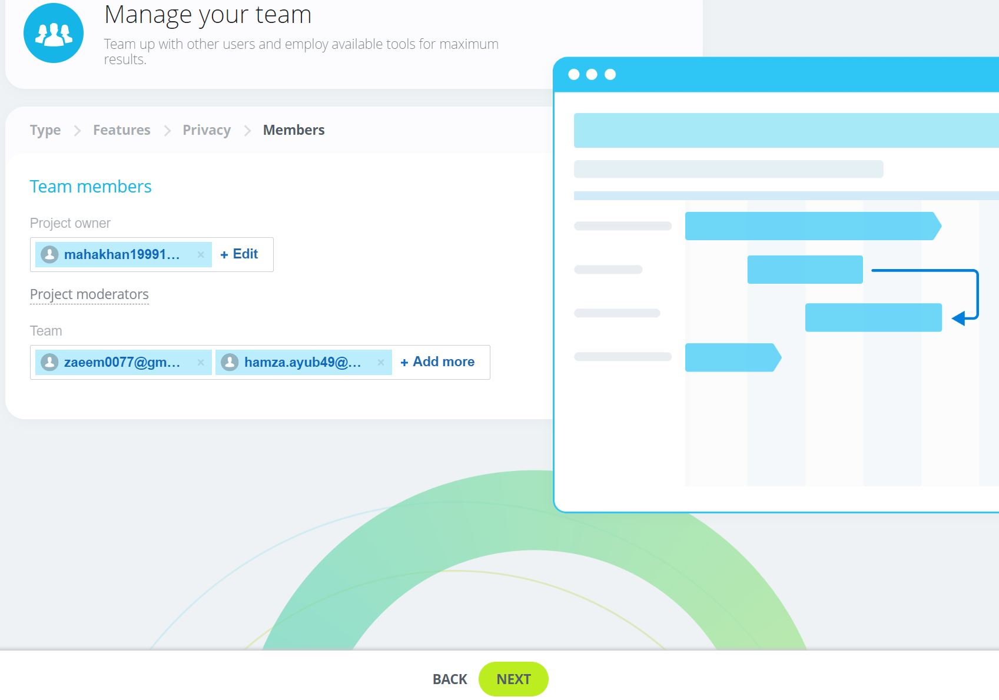 Manage your team
Team up with other users and employ available tools for maximum
results.
Type > Features > Privacy > Members
Team members
Project owner
mahakhan19991... × + Edit
Project moderators
Team
zaeem0077@gm... × hamza.ayub49@... × + Add more
BACK NEXT